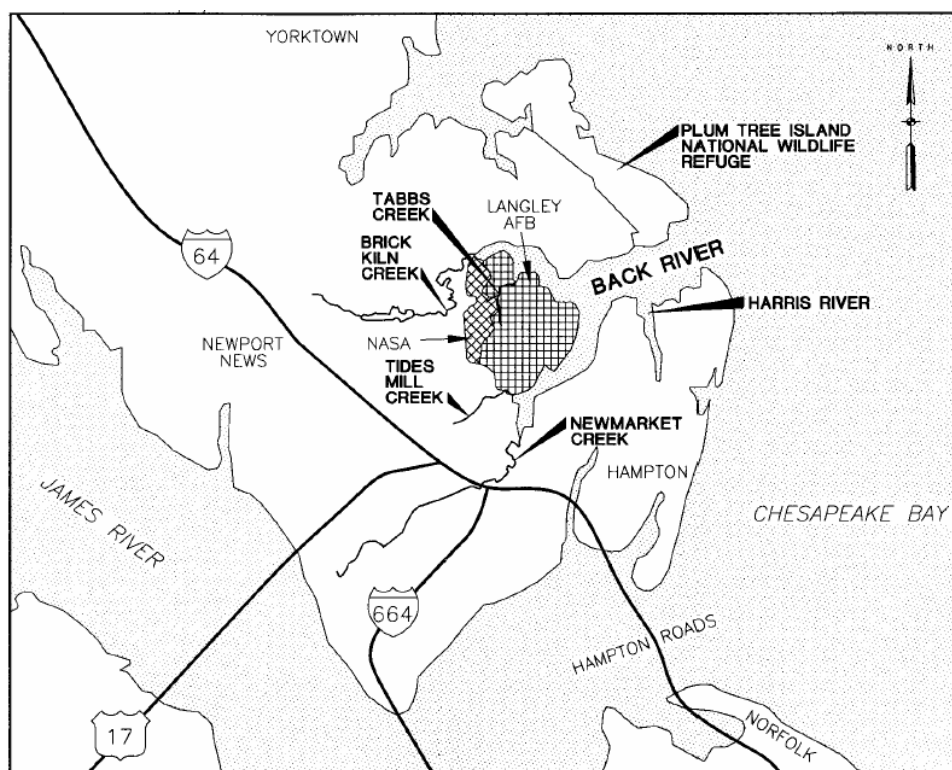 YORKTOWN
NORTH
PLUM TREE ISLAND
NATIONAL WILDLIFE
REFUGE
TABBS
CREEK
LANGLEY
AFB
BRICK
KILN
CREEK
64
BACK RIVER
HARRIS RIVER
NEWPORT
NEWS
NASA
TIDES
MILL
CREEK
NEWMARKET
CREEK
HAMPTON
JAMES RIVER
CHESAPEAKE BAY
664
HAMPTON ROADS
17
NORFOLK